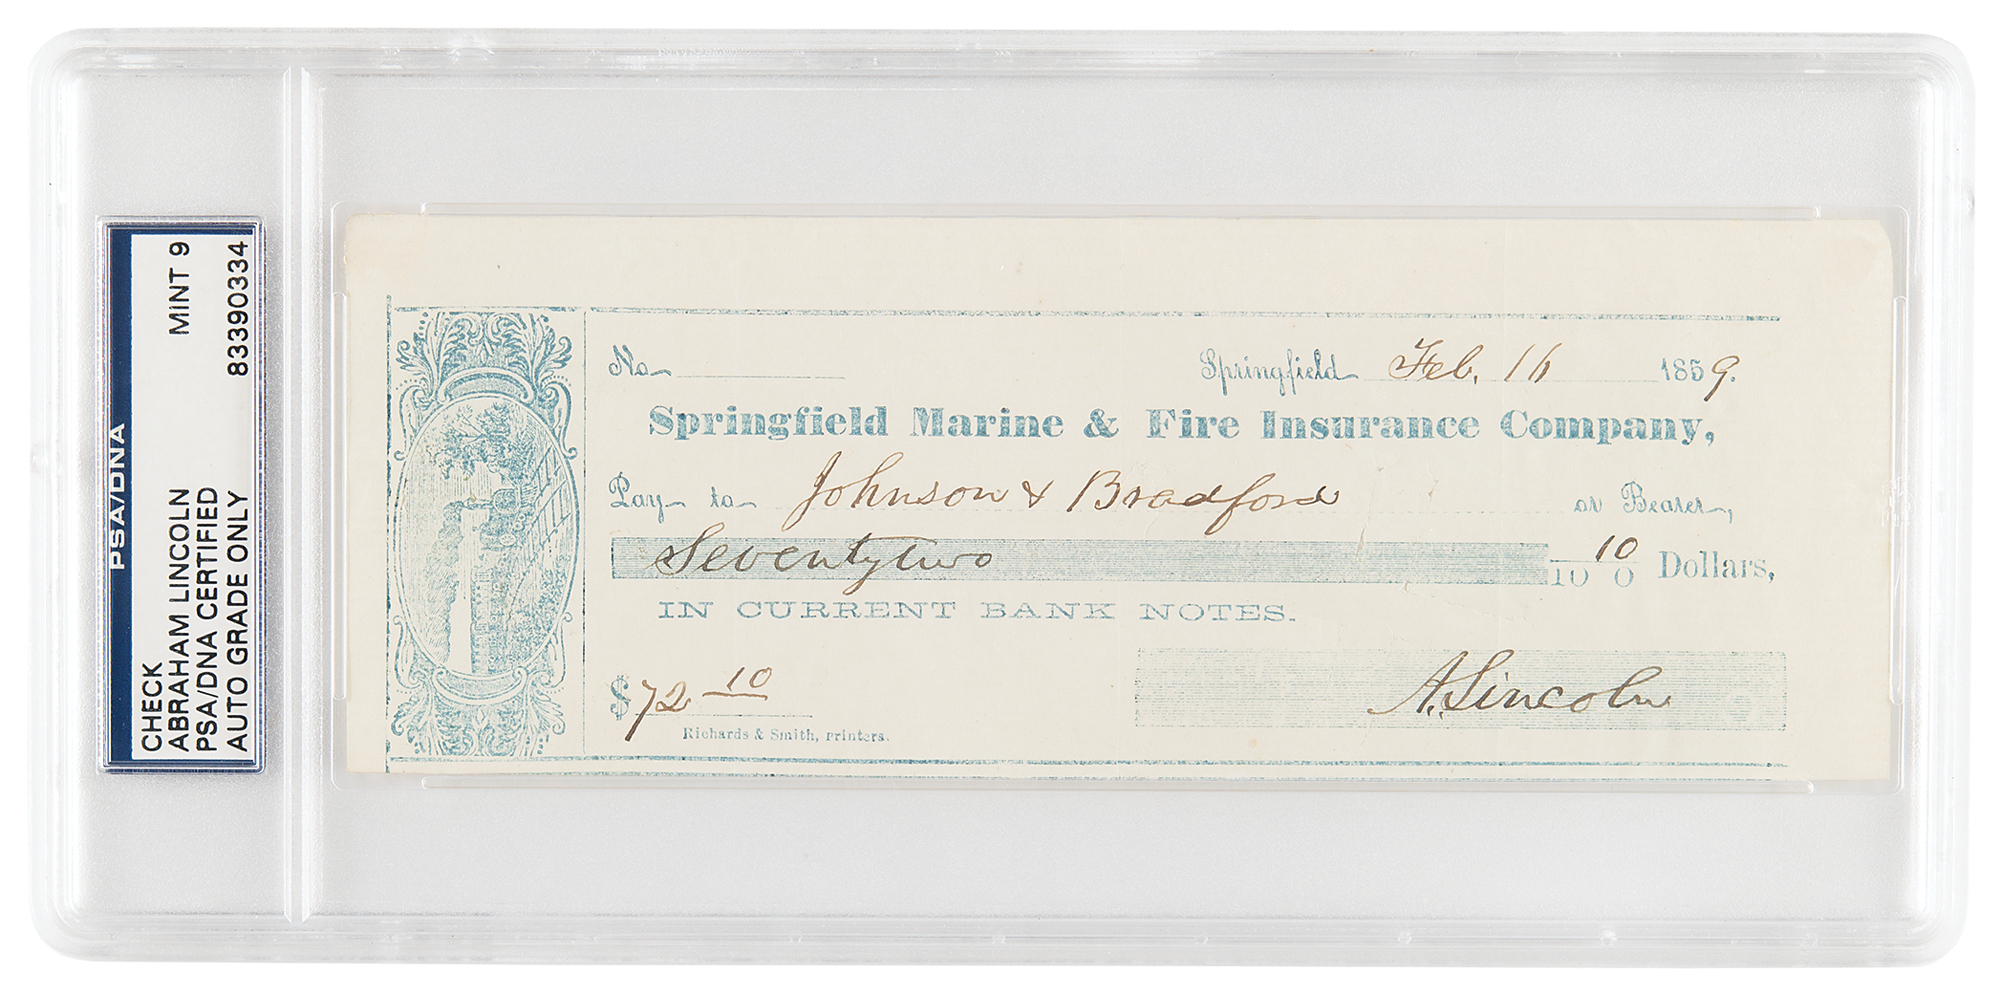 PSA/DNA
CHECK MINT 9
ABRAHAM LINCOLN
PSA/DNA CERTIFIED
AUTO GRADE ONLY 83390334
No. Springfield Feb. 16 1859.
Springfield Marine & Fire Insurance Company,
Pay to Johnson & Bradford or Bearer,
Seventytwo 10/100 Dollars,
IN CURRENT BANK NOTES.
$72 10 A. Lincoln
Richards & Smith, printers.